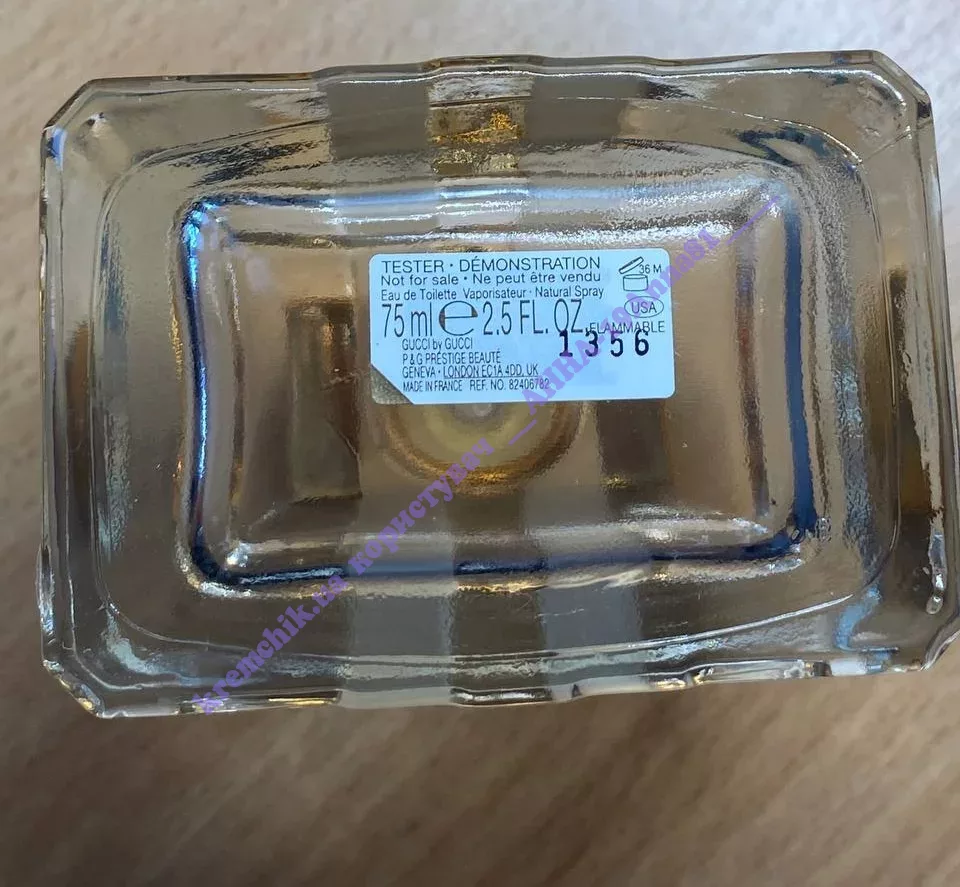 TESTER · DÉMONSTRATION
Not for sale · Ne peut être vendu
Eau de Toilette Vaporisateur · Natural Spray
75 ml e 2.5 FL. OZ.
36 M
USA
FLAMMABLE
1356
GUCCI by GUCCI
P & G PRÉSTIGE BEAUTÉ
GENEVA · LONDON EC1A 4DD, UK
MADE IN FRANCE REF. NO. 82406782
kremchik.ua користувач